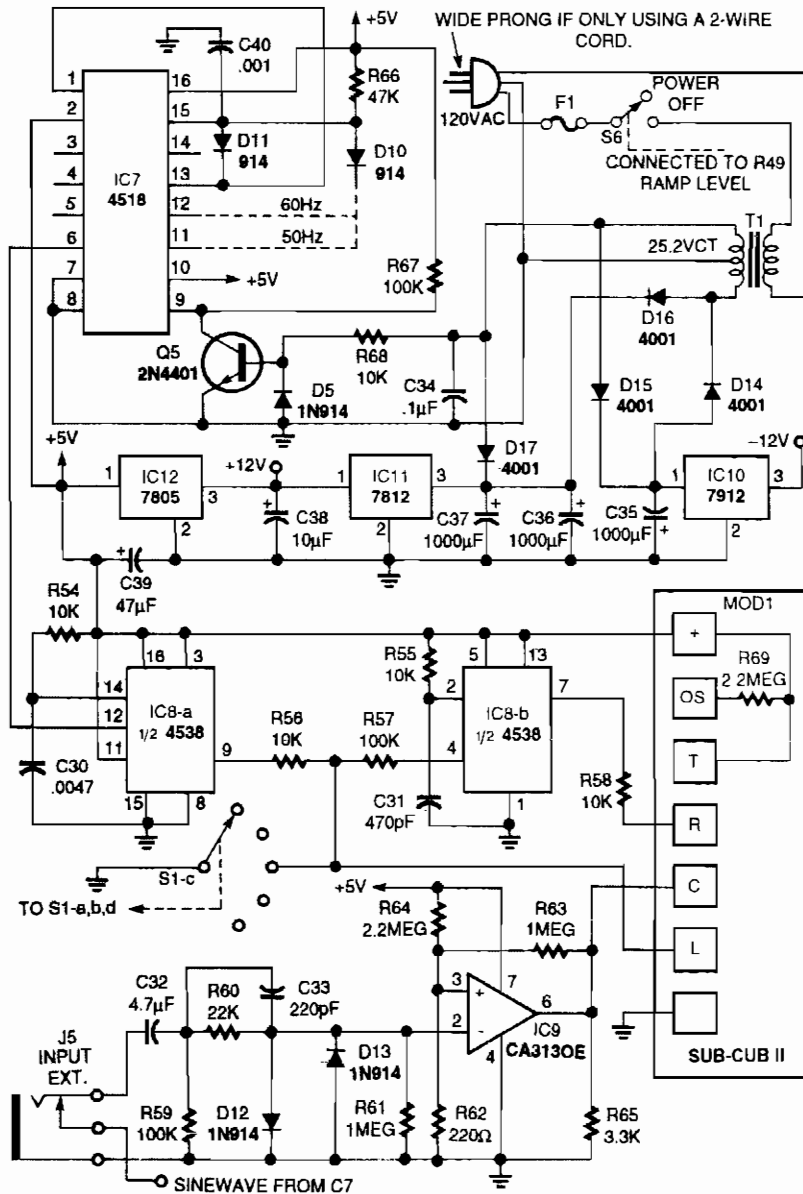 +5V
WIDE PRONG IF ONLY USING A 2-WIRE
CORD.
C40
.001
1
16
R66
47K
F1
POWER
OFF
2
15
120VAC
S6
3
14
D11
914
D10
914
CONNECTED TO R49
RAMP LEVEL
4
13
IC7
4518
5
12
60Hz
T1
6
11
50Hz
25.2VCT
7
10
+5V
R67
100K
8
9
D16
4001
Q5
2N4401
R68
10K
D5
1N914
C34
.1µF
D15
4001
D14
4001
+5V
+12V
D17
4001
-12V
1
IC12
7805
3
1
IC11
7812
3
1
IC10
7912
3
2
C38
10µF
2
C37
1000µF
C36
1000µF
C35
1000µF
2
C39
47µF
R54
10K
MOD1
+
16
3
R55
10K
5
13
R69
2.2MEG
14
IC8-a
1/2 4538
2
IC8-b
1/2 4538
7
OS
12
R56
10K
R57
100K
11
9
4
T
C30
.0047
15
8
C31
470pF
1
R58
10K
R
S1-c
+5V
C
TO S1-a,b,d
R64
2.2MEG
R63
1MEG
L
C32
4.7µF
R60
22K
C33
220pF
3
+
7
6
2
-
IC9
CA3130E
J5
INPUT
EXT.
D13
1N914
4
SUB-CUB II
R59
100K
D12
1N914
R61
1MEG
R62
220Ω
R65
3.3K
SINEWAVE FROM C7